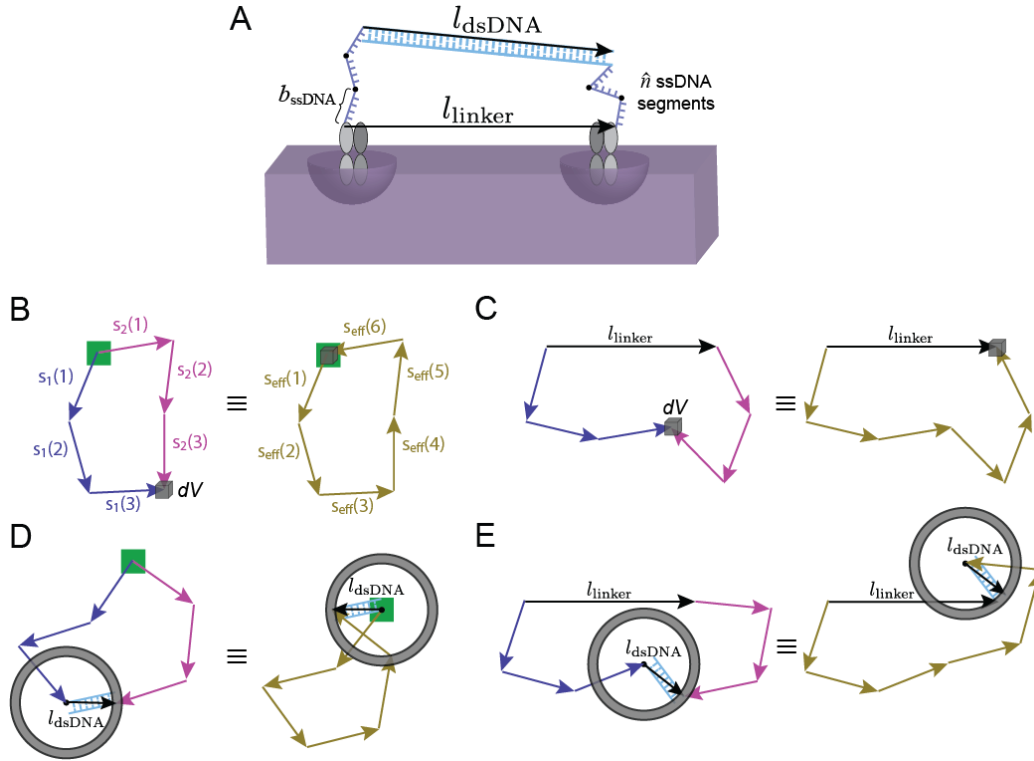 A
l_dsDNA
n̂ ssDNA
segments
b_ssDNA
l_linker
B
s₂(1)
s₁(1)
s₂(2)
s₁(2)
s₂(3)
s₁(3)
dV
≡
s_eff(6)
s_eff(1)
s_eff(5)
s_eff(2)
s_eff(4)
s_eff(3)
C
l_linker
dV
≡
l_linker
D
l_dsDNA
≡
l_dsDNA
E
l_linker
l_dsDNA
≡
l_dsDNA
l_linker